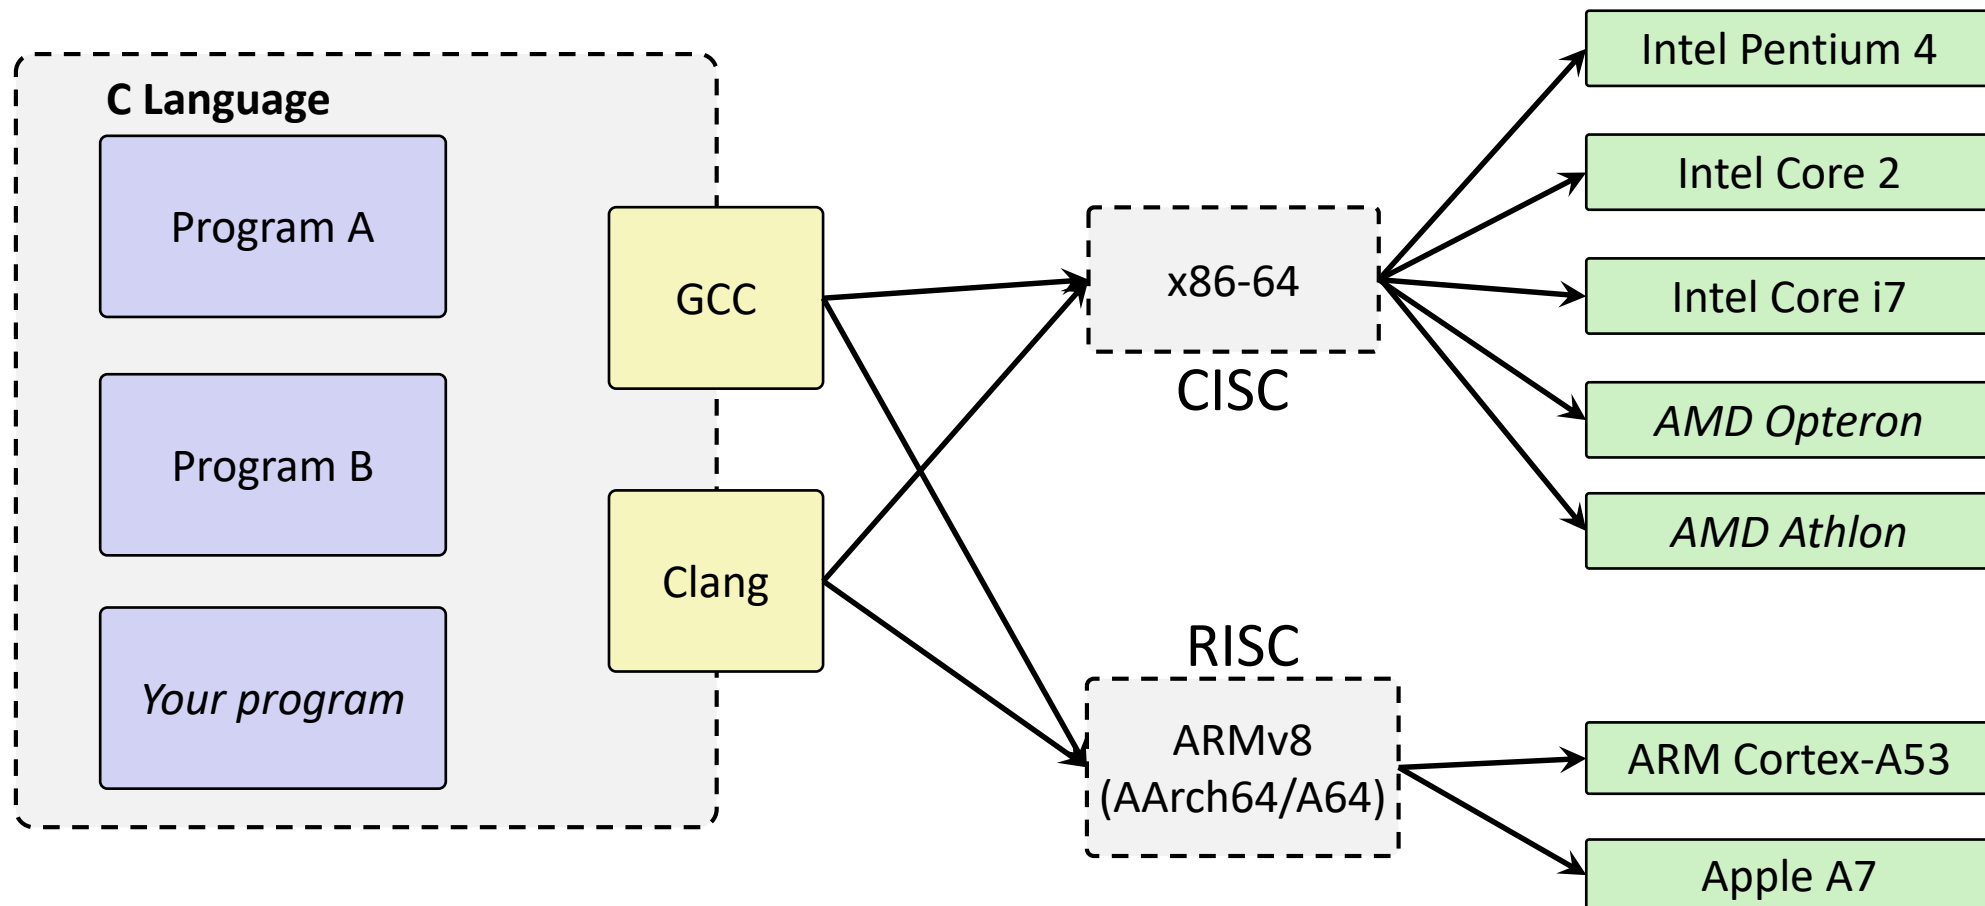 C Language
Program A
Program B
Your program
GCC
Clang
x86-64
CISC
RISC
ARMv8
(AArch64/A64)
Intel Pentium 4
Intel Core 2
Intel Core i7
AMD Opteron
AMD Athlon
ARM Cortex-A53
Apple A7